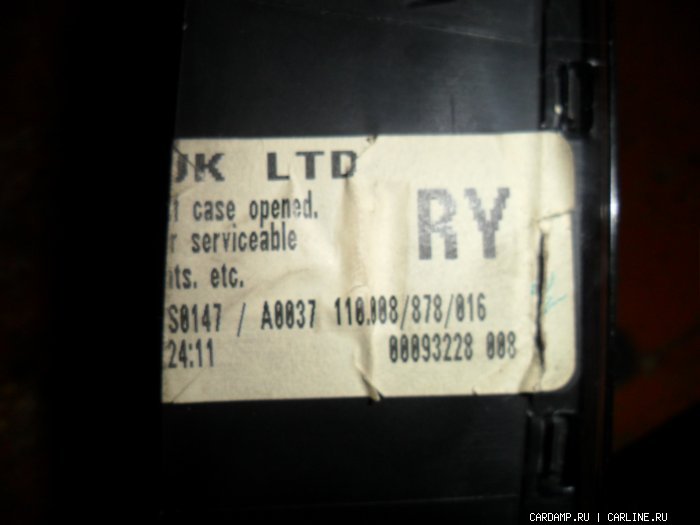 UK LTD
case opened.
serviceable
etc.
RY
S0147 / A0037 110.008/878/016
:24:11
00093228 008
CARDAMP.RU | CARLINE.RU